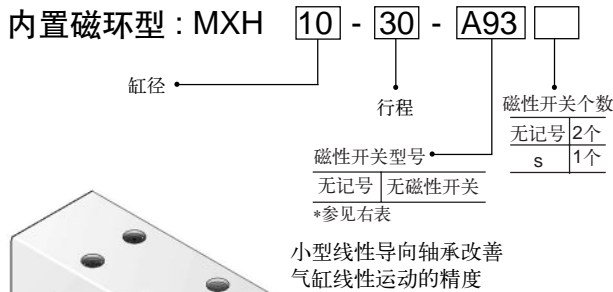 内置磁环型 : MXH 10 - 30 - A93
缸径
行程
磁性开关个数
无记号 2个
s 1个
磁性开关型号
无记号 无磁性开关
*参见右表
小型线性导向轴承改善
气缸线性运动的精度